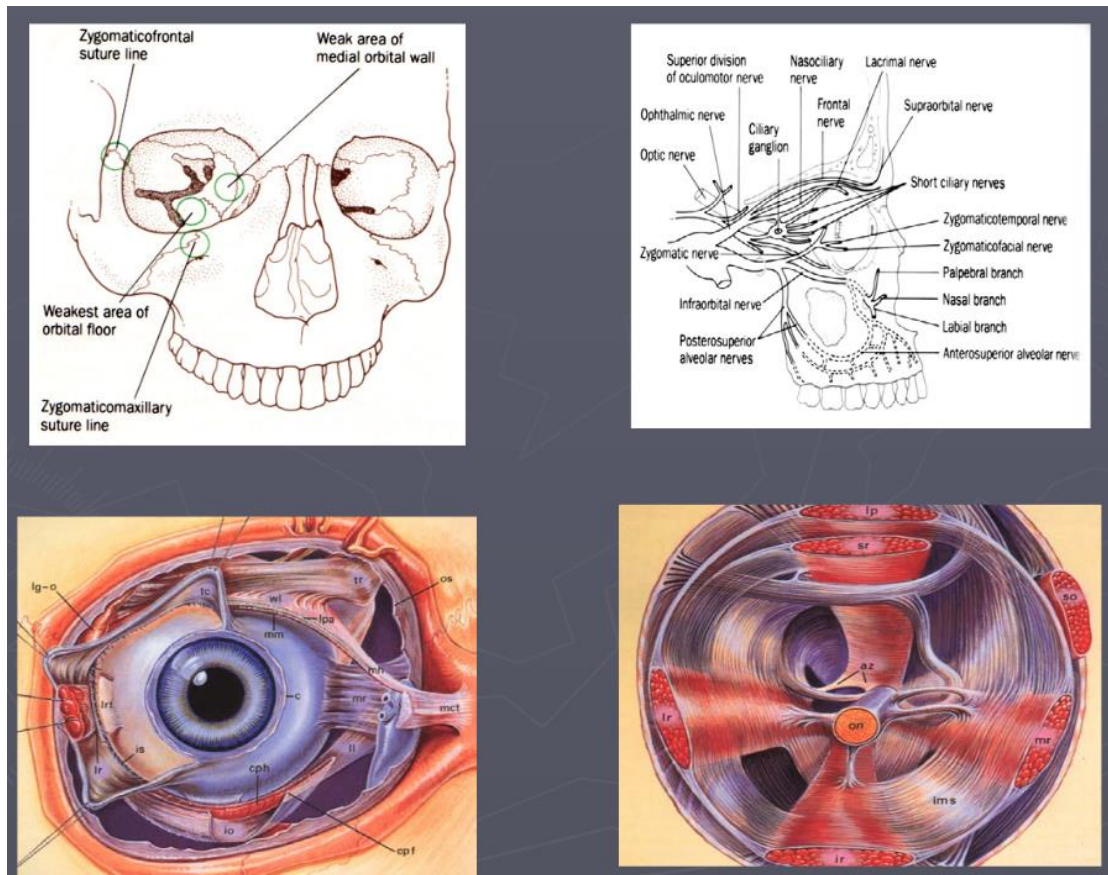 Zygomaticofrontal
suture line
Weak area of
medial orbital wall
Weakest area of
orbital floor
Zygomaticomaxillary
suture line
Superior division
of oculomotor nerve
Nasociliary
nerve
Lacrimal nerve
Ophthalmic nerve
Ciliary
ganglion
Frontal
nerve
Supraorbital nerve
Optic nerve
Short ciliary nerves
Zygomaticotemporal nerve
Zygomatic nerve
Zygomaticofacial nerve
Palpebral branch
Infraorbital nerve
Nasal branch
Labial branch
Posterosuperior
alveolar nerves
Anterosuperior alveolar nerve
lg-o
tc
wl
tr
os
lpa
mm
mh
mr
c
mct
lrt
is
lr
ll
cph
io
cpf
lp
sr
so
az
lr
on
mr
ims
ir